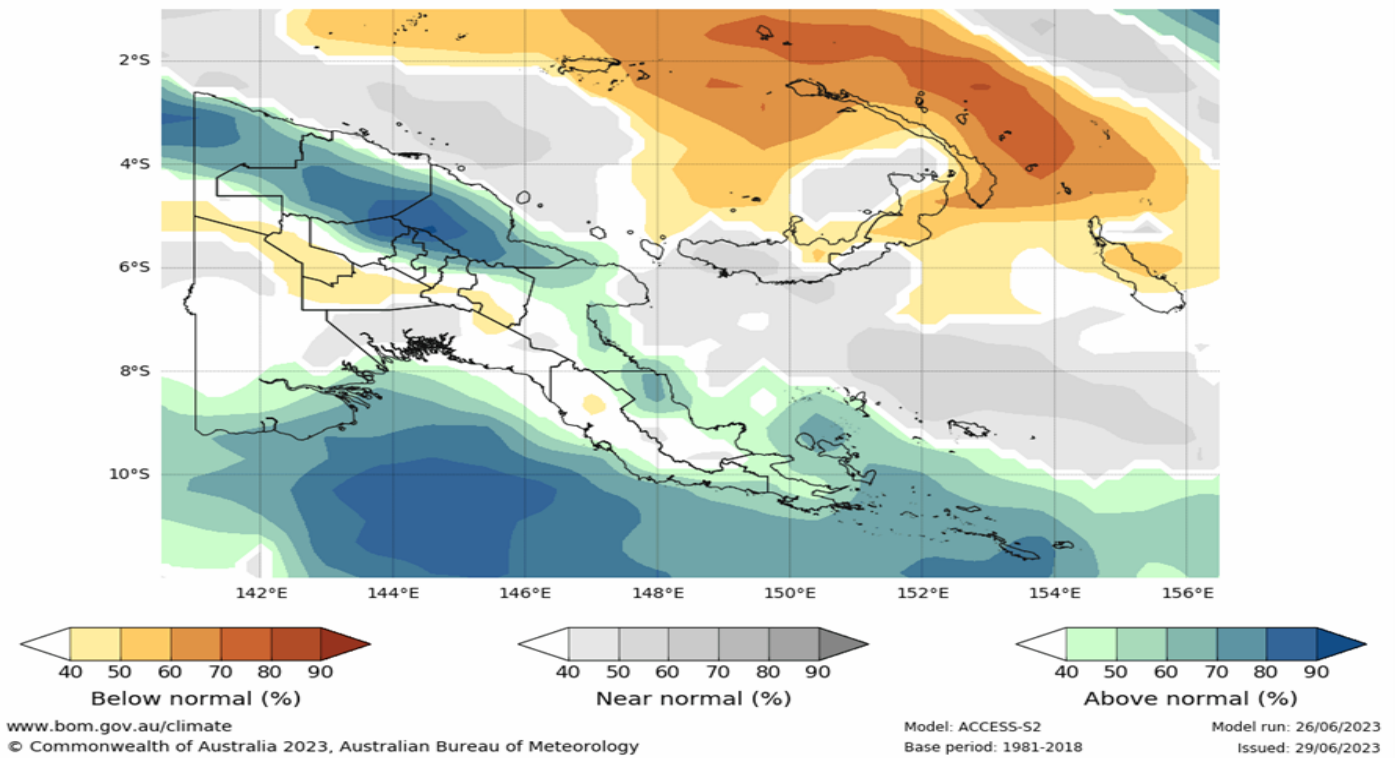 2°S
4°S
6°S
8°S
10°S
142°E 144°E 146°E 148°E 150°E 152°E 154°E 156°E
40 50 60 70 80 90
Below normal (%)
40 50 60 70 80 90
Near normal (%)
40 50 60 70 80 90
Above normal (%)
www.bom.gov.au/climate
© Commonwealth of Australia 2023, Australian Bureau of Meteorology
Model: ACCESS-S2
Base period: 1981-2018
Model run: 26/06/2023
Issued: 29/06/2023